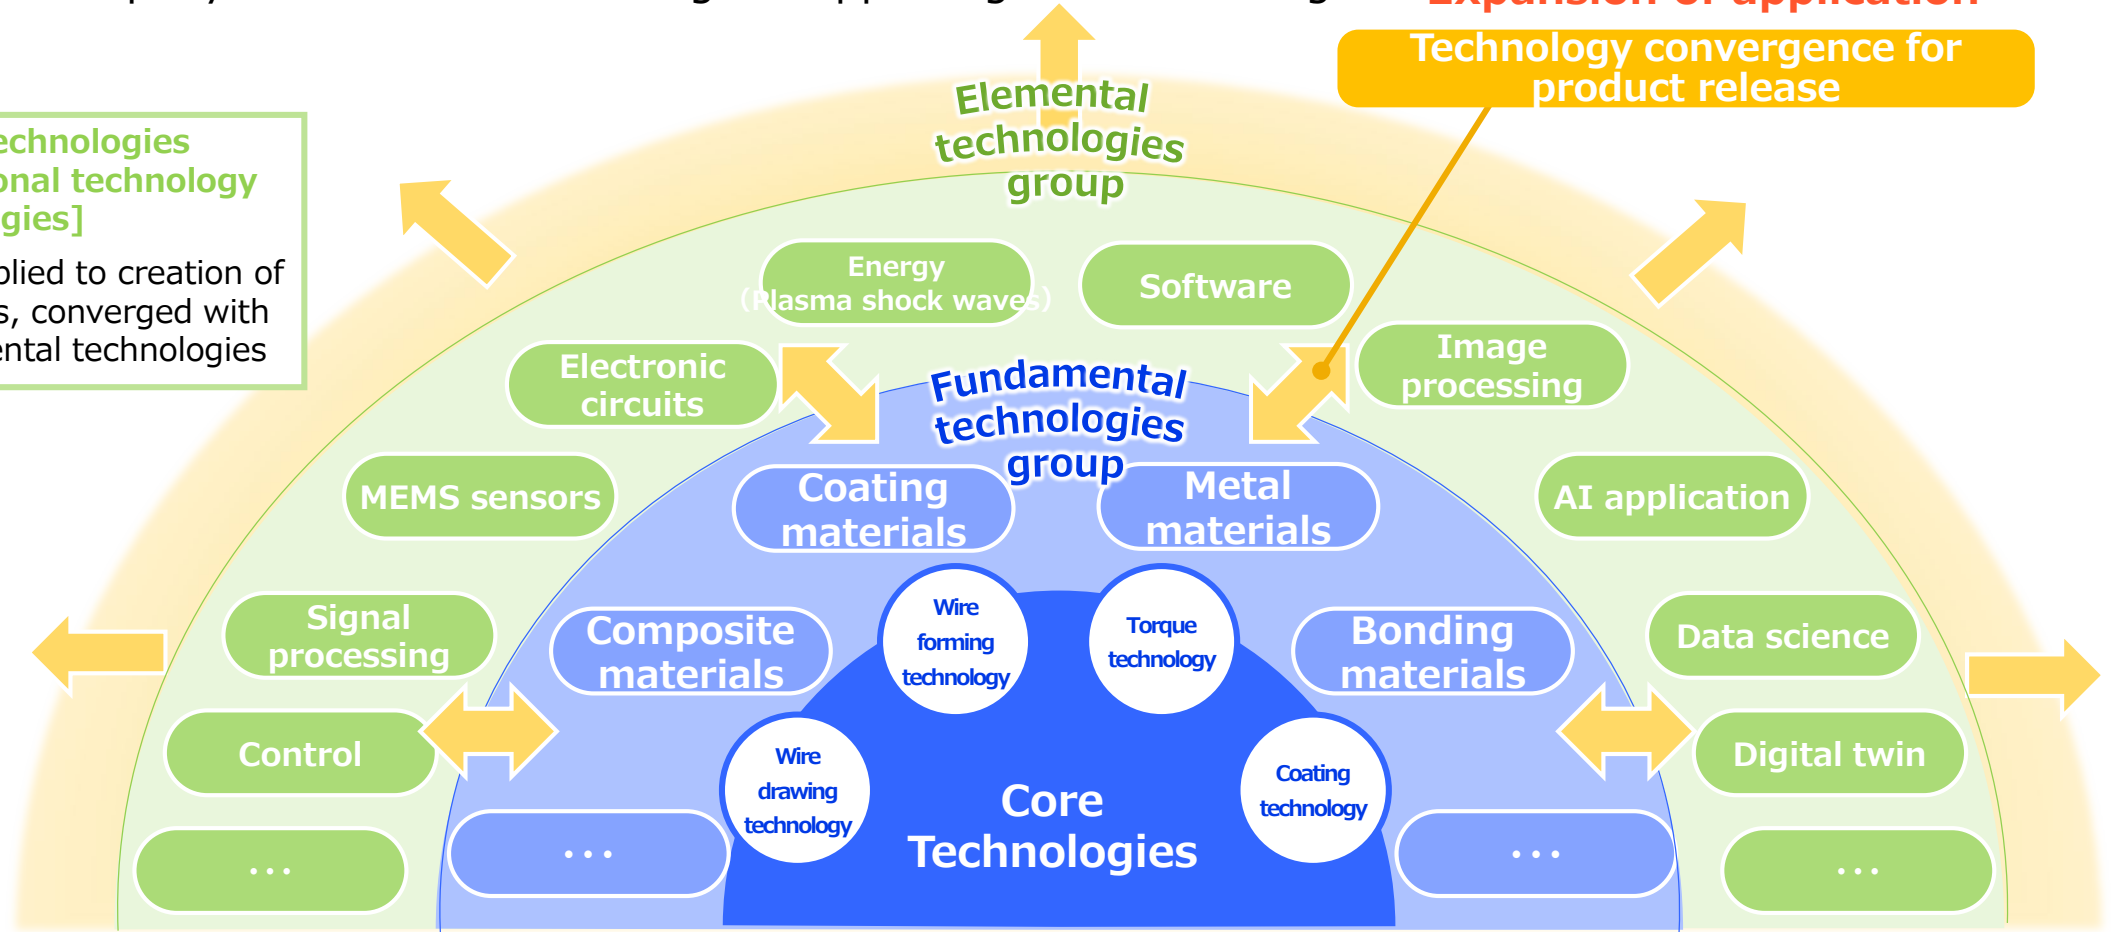 Expansion of application
Technology convergence for
product release
Elemental
technologies
group
echnologies
onal technology
gies]
plied to creation of
s, converged with
ental technologies
Energy
(Plasma shock waves)
Software
Electronic
circuits
Image
processing
Fundamental
technologies
group
MEMS sensors
Coating
materials
Metal
materials
AI application
Signal
processing
Composite
materials
Wire
forming
technology
Torque
technology
Bonding
materials
Data science
Control
Wire
drawing
technology
Coating
technology
Digital twin
Core
Technologies
...
...
...
...